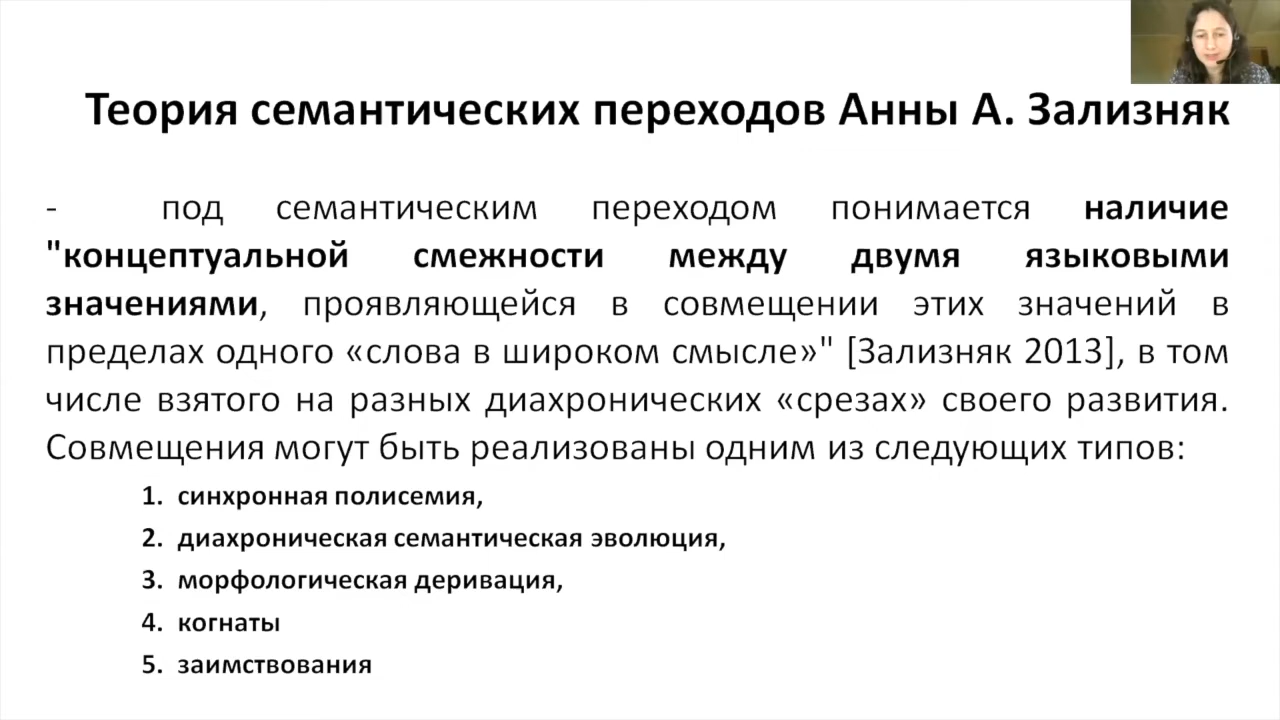 Теория семантических переходов Анны А. Зализняк
- под семантическим переходом понимается наличие
"концептуальной смежности между двумя языковыми
значениями, проявляющейся в совмещении этих значений в
пределах одного «слова в широком смысле»" [Зализняк 2013], в том
числе взятого на разных диахронических «срезах» своего развития.
Совмещения могут быть реализованы одним из следующих типов:
1. синхронная полисемия,
2. диахроническая семантическая эволюция,
3. морфологическая деривация,
4. когнаты
5. заимствования